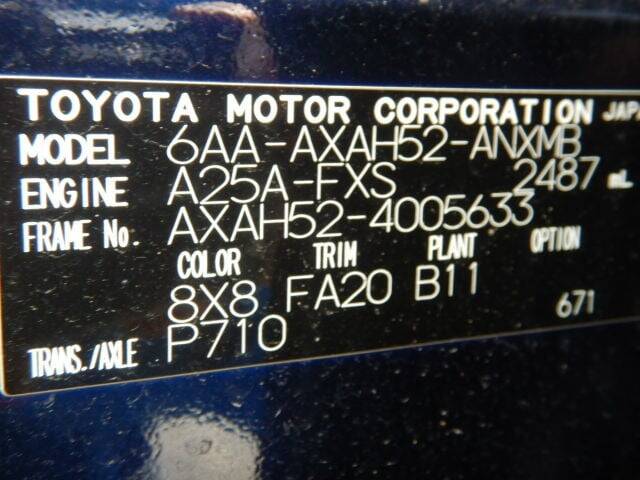 TOYOTA MOTOR CORPORATION JAPA
MODEL 6AA-AXAH52-ANXMB
ENGINE A25A-FXS 2487 mL
FRAME No. AXAH52-4005633
COLOR TRIM PLANT OPTION
8X8 FA20 B11 671
TRANS./AXLE P710